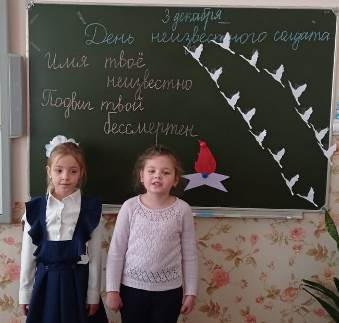 3 декабря
День неизвестного солдата
Имя твоё
неизвестно
Подвиг твой
бессмертен